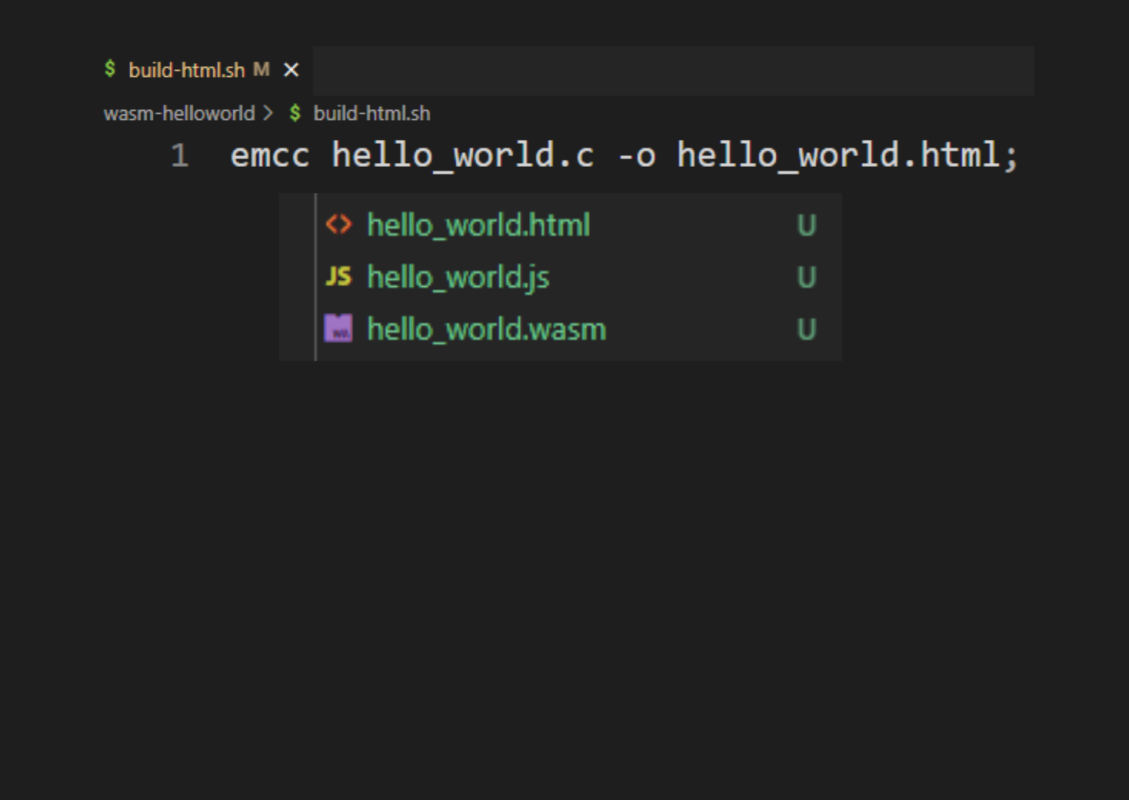 $ build-html.sh M ×
wasm-helloworld > $ build-html.sh
1 emcc hello_world.c -o hello_world.html;
<> hello_world.html U
JS hello_world.js U
hello_world.wasm U